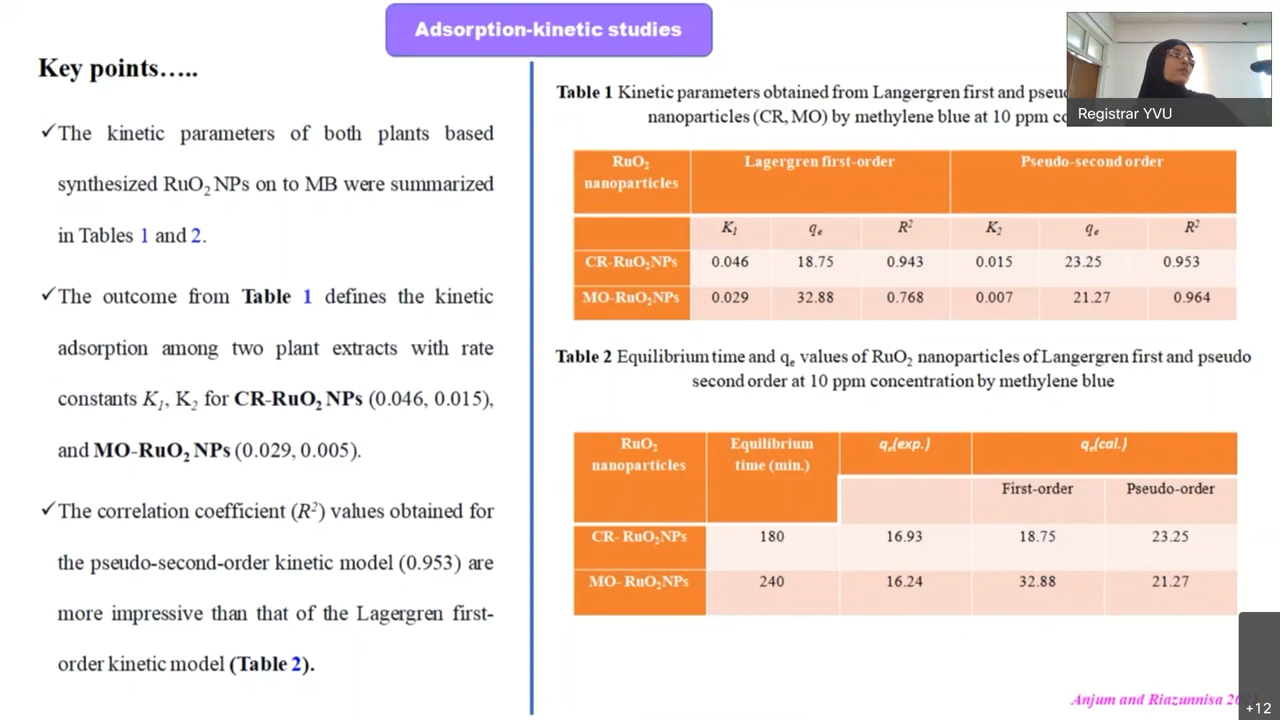 Adsorption-kinetic studies
Key points…..
✓The kinetic parameters of both plants based
synthesized RuO₂ NPs on to MB were summarized
in Tables 1 and 2.
✓The outcome from Table 1 defines the kinetic
adsorption among two plant extracts with rate
constants K₁, K₂ for CR-RuO₂ NPs (0.046, 0.015),
and MO-RuO₂ NPs (0.029, 0.005).
✓The correlation coefficient (R²) values obtained for
the pseudo-second-order kinetic model (0.953) are
more impressive than that of the Lagergren first-
order kinetic model (Table 2).
Table 1 Kinetic parameters obtained from Langergren first and
nanoparticles (CR, MO) by methylene blue at 10 ppm
RuO₂ nanoparticles Lagergren first-order Pseudo-second order
K₁ qₑ R² K₂ qₑ R²
CR-RuO₂NPs 0.046 18.75 0.943 0.015 23.25 0.953
MO-RuO₂NPs 0.029 32.88 0.768 0.007 21.27 0.964
Table 2 Equilibrium time and qₑ values of RuO₂ nanoparticles of Langergren first and pseudo
second order at 10 ppm concentration by methylene blue
RuO₂ nanoparticles Equilibrium time (min.) qₑ(exp.) qₑ(cal.)
First-order Pseudo-order
CR- RuO₂NPs 180 16.93 18.75 23.25
MO- RuO₂NPs 240 16.24 32.88 21.27
Anjum and Riazunnisa
Registrar YVU
+12